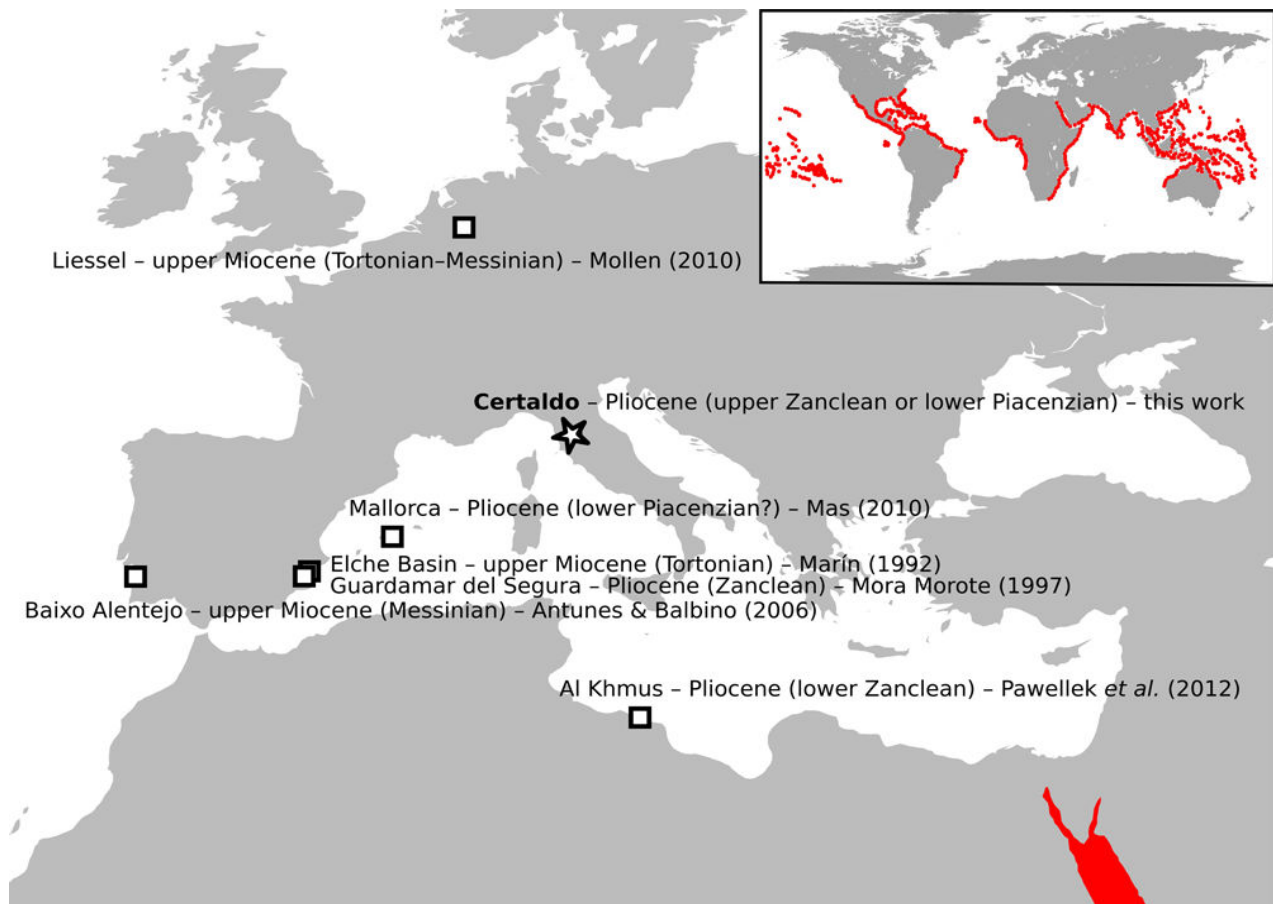 Liessel – upper Miocene (Tortonian–Messinian) – Mollen (2010)
Certaldo – Pliocene (upper Zanclean or lower Piacenzian) – this work
Mallorca – Pliocene (lower Piacenzian?) – Mas (2010)
Elche Basin – upper Miocene (Tortonian) – Marín (1992)
Guardamar del Segura – Pliocene (Zanclean) – Mora Morote (1997)
Baixo Alentejo – upper Miocene (Messinian) – Antunes & Balbino (2006)
Al Khmus – Pliocene (lower Zanclean) – Pawellek et al. (2012)